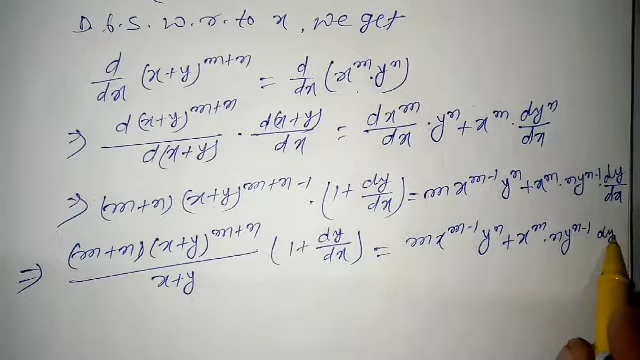 D.b.S. w.r. to x, we get
d/dx (x+y)^{m+n} = d/dx (x^m.y^n)
⇒ d(x+y)^{m+n}/d(x+y) . d(x+y)/dx = dx^m/dx . y^n + x^m . dy^n/dx
⇒ (m+n)(x+y)^{m+n-1} . (1 + dy/dx) = m x^{m-1} y^n + x^m . n y^{n-1} . dy/dx
⇒ (m+n)(x+y)^{m+n}/x+y (1 + dy/dx) = m x^{m-1} y^n + x^m . n y^{n-1} dy